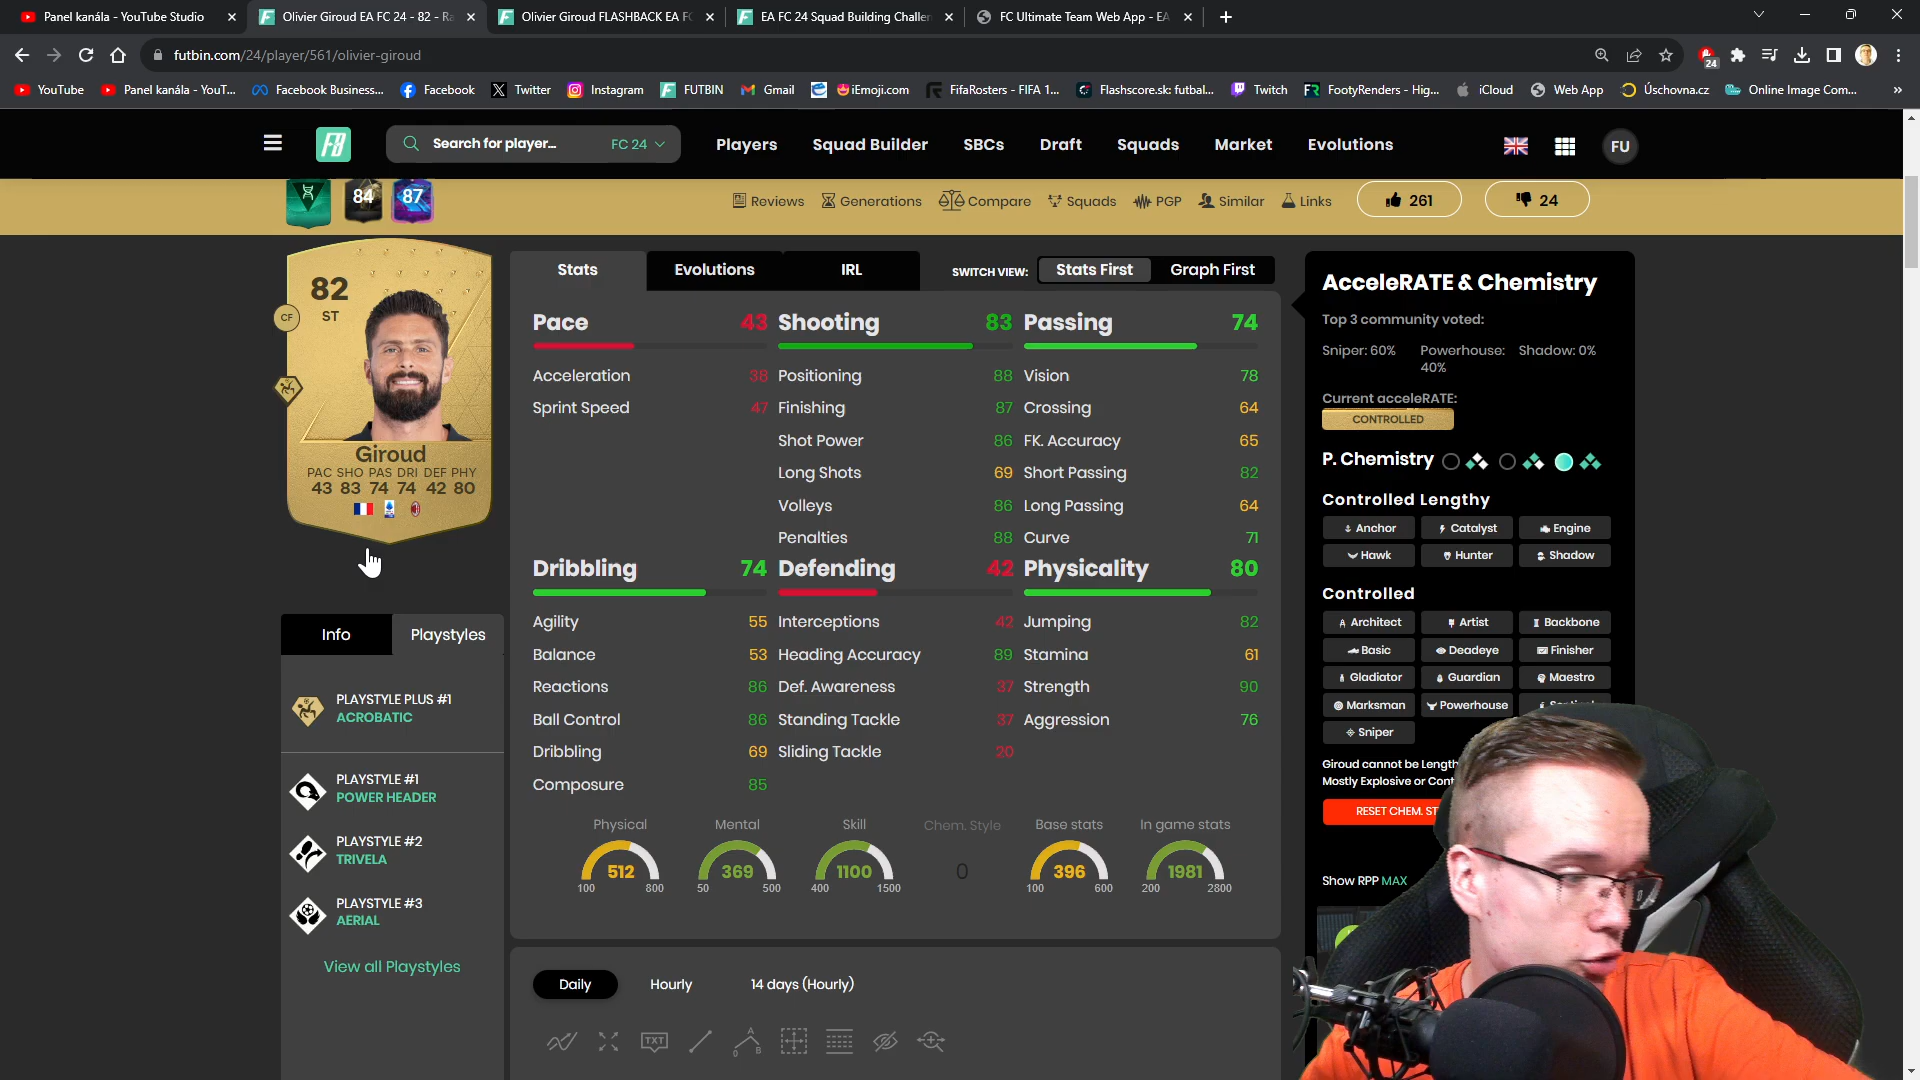 Panel kanála - YouTube Studio
Olivier Giroud EA FC 24 - 82 - Ra
Olivier Giroud FLASHBACK EA FC
EA FC 24 Squad Building Challen
FC Ultimate Team Web App - EA
futbin.com/24/player/561/olivier-giroud
24
YouTube
Panel kanála - YouT...
Facebook Business...
Facebook
Twitter
Instagram
FUTBIN
Gmail
iEmoji.com
FifaRosters - FIFA 1...
Flashscore.sk: futbal...
Twitch
FootyRenders - Hig...
iCloud
Web App
Úschovna.cz
Online Image Com...
Search for player...
FC 24
Players
Squad Builder
SBCs
Draft
Squads
Market
Evolutions
FU
84
87
Reviews
Generations
Compare
Squads
PGP
Similar
Links
261
24
82
ST
CF
Giroud
PAC SHO PAS DRI DEF PHY
43 83 74 74 42 80
Info
Playstyles
PLAYSTYLE PLUS #1
ACROBATIC
PLAYSTYLE #1
POWER HEADER
PLAYSTYLE #2
TRIVELA
PLAYSTYLE #3
AERIAL
View all Playstyles
Stats
Evolutions
IRL
SWITCH VIEW:
Stats First
Graph First
Pace 43
Acceleration 38
Sprint Speed 47
Shooting 83
Positioning 88
Finishing 87
Shot Power 86
Long Shots 69
Volleys 86
Penalties 88
Passing 74
Vision 78
Crossing 64
FK. Accuracy 65
Short Passing 82
Long Passing 64
Curve 71
Dribbling 74
Agility 55
Balance 53
Reactions 86
Ball Control 86
Dribbling 69
Composure 85
Defending 42
Interceptions 42
Heading Accuracy 89
Def. Awareness 37
Standing Tackle 37
Sliding Tackle 20
Physicality 80
Jumping 82
Stamina 61
Strength 90
Aggression 76
Physical
512
100 800
Mental
369
50 500
Skill
1100
400 1500
Chem. Style
0
Base stats
396
100 600
In game stats
1981
200 2800
Daily
Hourly
14 days (Hourly)
TXT
AcceleRATE & Chemistry
Top 3 community voted:
Sniper: 60%
Powerhouse: 40%
Shadow: 0%
Current acceleRATE:
CONTROLLED
P. Chemistry
Controlled Lengthy
Anchor
Catalyst
Engine
Hawk
Hunter
Shadow
Controlled
Architect
Artist
Backbone
Basic
Deadeye
Finisher
Gladiator
Guardian
Maestro
Marksman
Powerhouse
Sniper
Giroud cannot be Length
Mostly Explosive or Cont
RESET CHEM. ST
Show RPP MAX